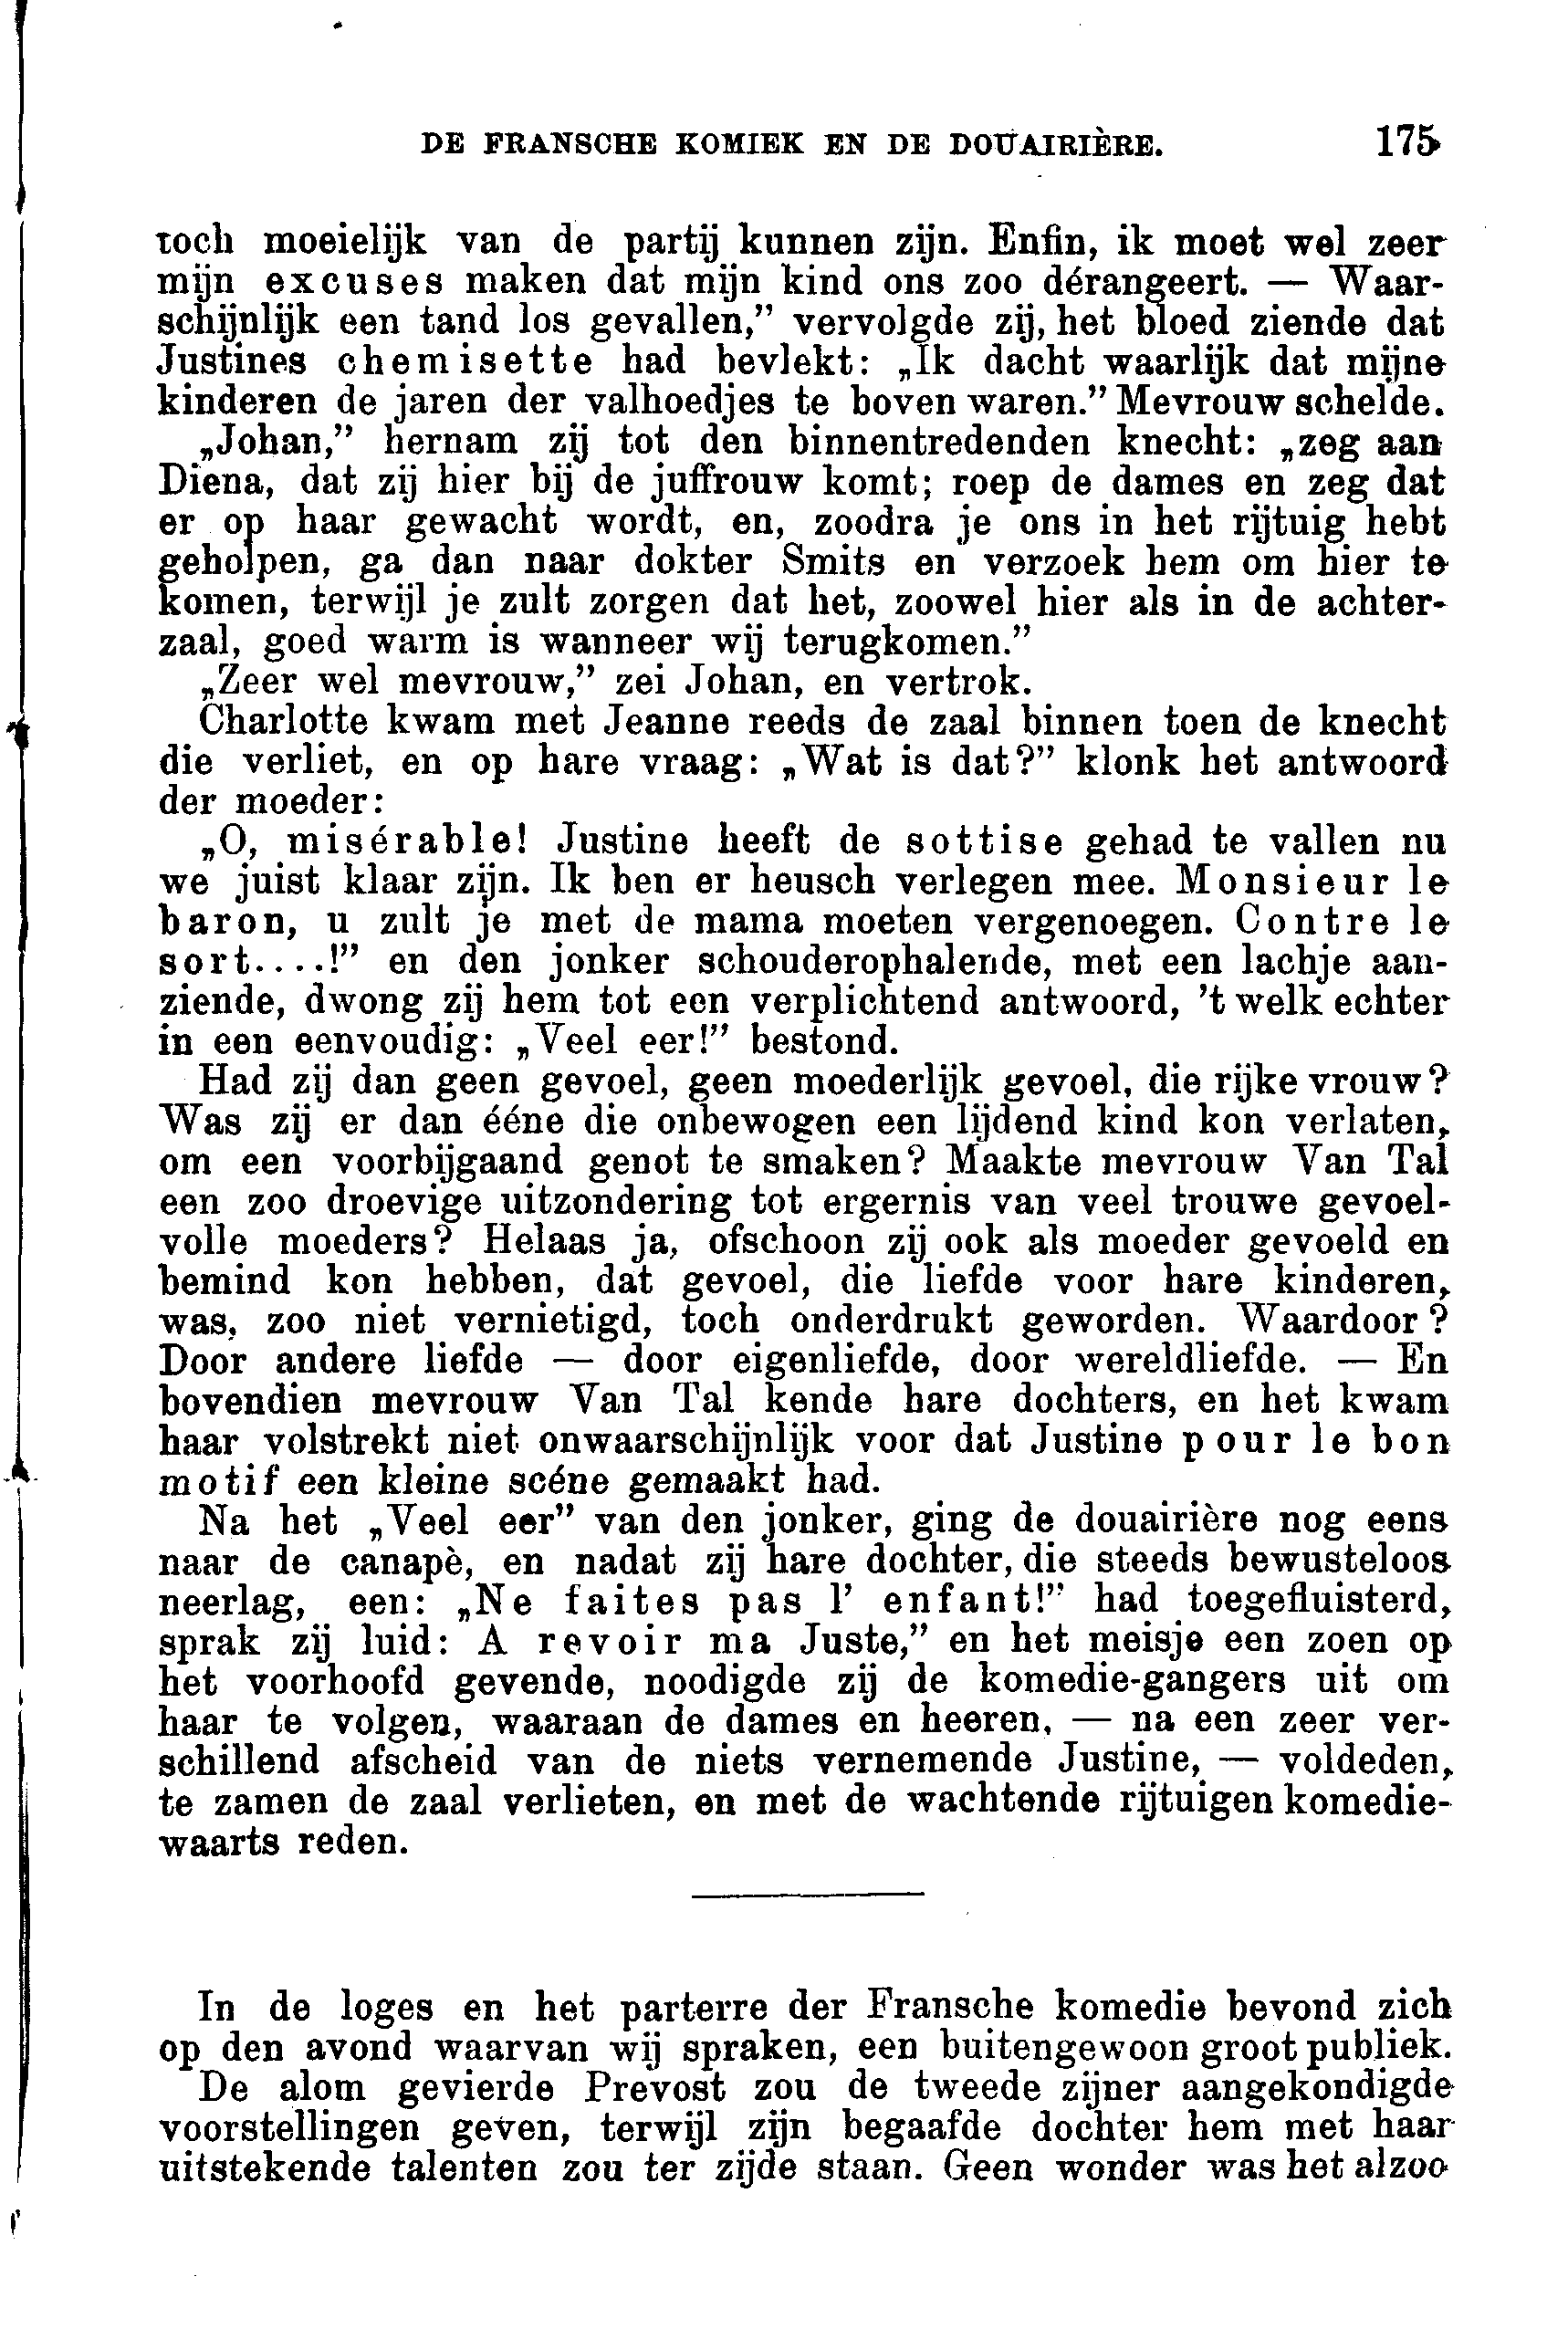 DE FRANSCHE KOMIEK EN DE DOUAIRIÈRE. 175
toch moeielijk van de partij kunnen zijn. Enfin, ik moet wel zeer
mijn excuses maken dat mijn kind ons zoo dérangeert. — Waar-
schijnlijk een tand los gevallen,” vervolgde zij, het bloed ziende dat
Justines chemisette had bevlekt: „Ik dacht waarlijk dat mijne
kinderen de jaren der valhoedjes te boven waren.” Mevrouw schelde.
„Johan,” hernam zij tot den binnentredenden knecht: „zeg aan
Diena, dat zij hier bij de juffrouw komt; roep de dames en zeg dat
er op haar gewacht wordt, en, zoodra je ons in het rijtuig hebt
geholpen, ga dan naar dokter Smits en verzoek hem om hier te
komen, terwijl je zult zorgen dat het, zoowel hier als in de achter-
zaal, goed warm is wanneer wij terugkomen.”
„Zeer wel mevrouw,” zei Johan, en vertrok.
Charlotte kwam met Jeanne reeds de zaal binnen toen de knecht
die verliet, en op hare vraag: „Wat is dat?” klonk het antwoord
der moeder:
„O, misérable! Justine heeft de sottise gehad te vallen nu
we juist klaar zijn. Ik ben er heusch verlegen mee. Monsieur le
baron, u zult je met de mama moeten vergenoegen. Contre le
sort....!” en den jonker schouderophalende, met een lachje aan-
ziende, dwong zij hem tot een verplichtend antwoord, 't welk echter
in een eenvoudig: „Veel eer!” bestond.
Had zij dan geen gevoel, geen moederlijk gevoel, die rijke vrouw?
Was zij er dan ééne die onbewogen een lijdend kind kon verlaten,
om een voorbijgaand genot te smaken? Maakte mevrouw Van Tal
een zoo droevige uitzondering tot ergernis van veel trouwe gevoel-
volle moeders? Helaas ja, ofschoon zij ook als moeder gevoeld en
bemind kon hebben, dat gevoel, die liefde voor hare kinderen,
was, zoo niet vernietigd, toch onderdrukt geworden. Waardoor?
Door andere liefde — door eigenliefde, door wereldliefde. — En
bovendien mevrouw Van Tal kende hare dochters, en het kwam
haar volstrekt niet onwaarschijnlijk voor dat Justine pour le bon
motif een kleine scéne gemaakt had.
Na het „Veel eer” van den jonker, ging de douairière nog eens
naar de canapè, en nadat zij hare dochter, die steeds bewusteloos
neerlag, een: „Ne faites pas l' enfant!” had toegefluisterd,
sprak zij luid: A revoir ma Juste,” en het meisje een zoen op
het voorhoofd gevende, noodigde zij de komedie-gangers uit om
haar te volgen, waaraan de dames en heeren, — na een zeer ver-
schillend afscheid van de niets vernemende Justine, — voldeden,
te zamen de zaal verlieten, en met de wachtende rijtuigen komedie-
waarts reden.
In de loges en het parterre der Fransche komedie bevond zich
op den avond waarvan wij spraken, een buitengewoon groot publiek.
De alom gevierde Prevost zou de tweede zijner aangekondigde
voorstellingen geven, terwijl zijn begaafde dochter hem met haar
uitstekende talenten zou ter zijde staan. Geen wonder was het alzoo